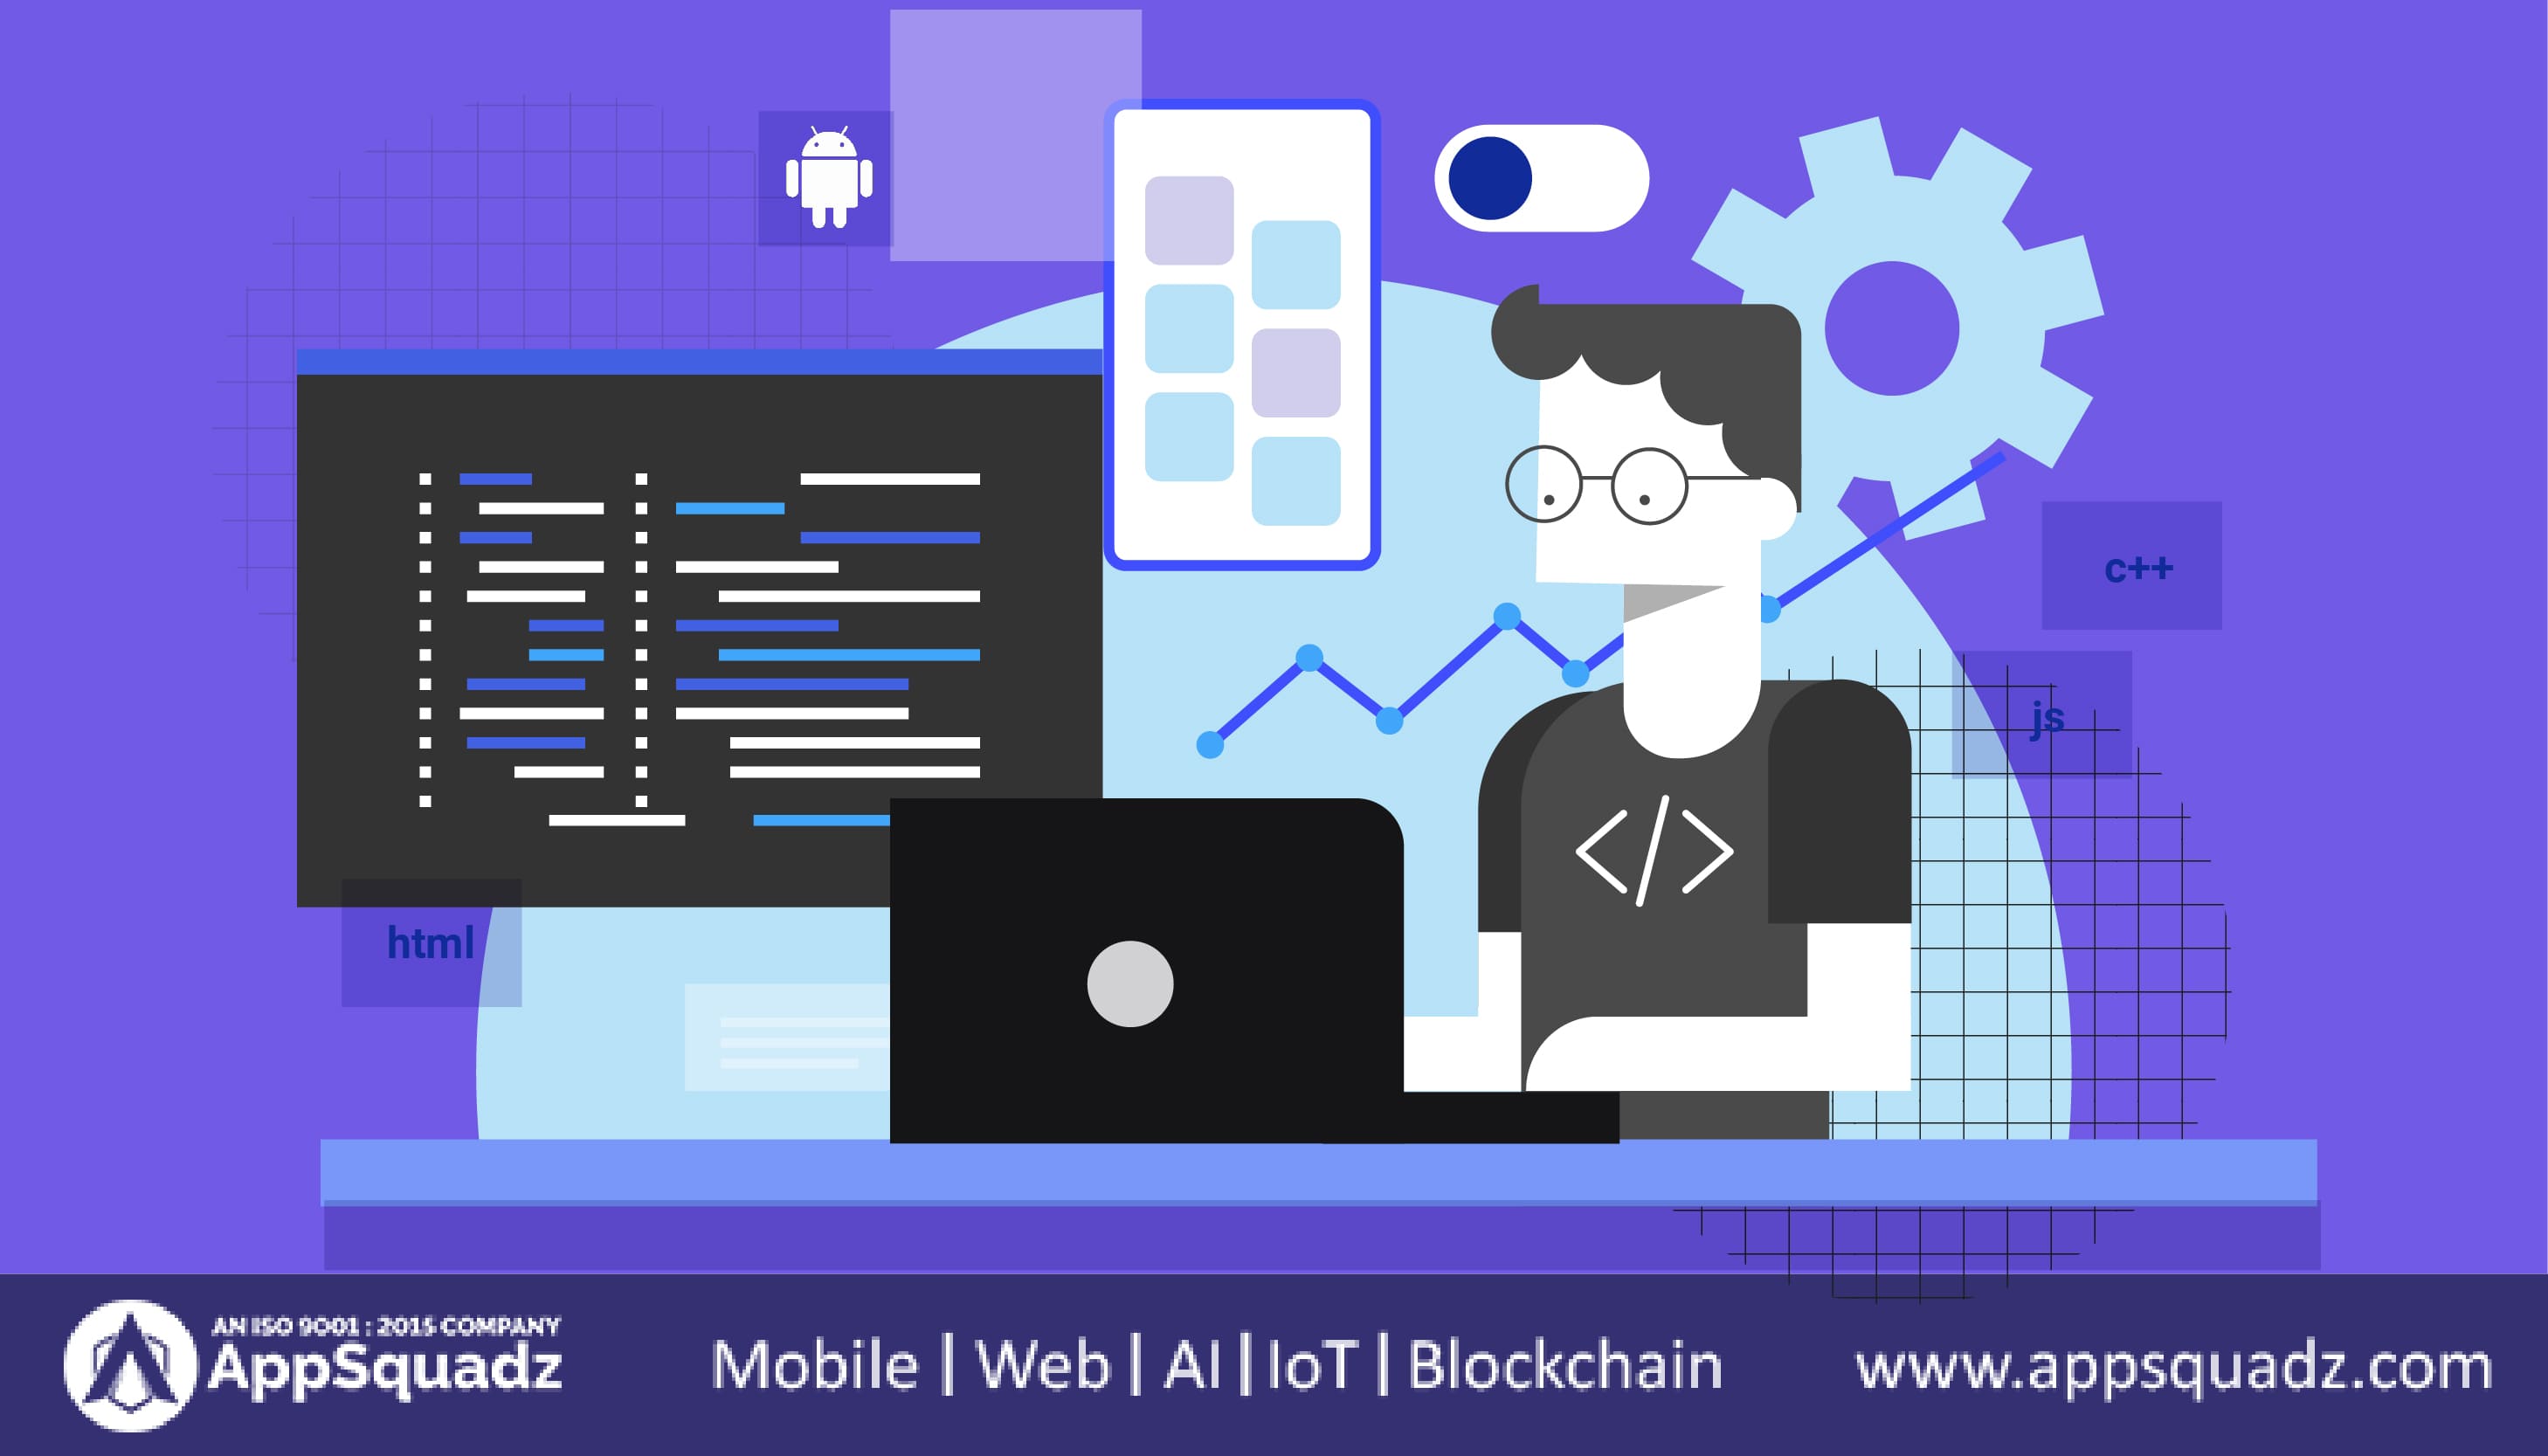 c++
js
</>
html
AN ISO 9001 : 2015 COMPANY
AppSquadz
Mobile | Web | AI | IoT | Blockchain
www.appsquadz.com